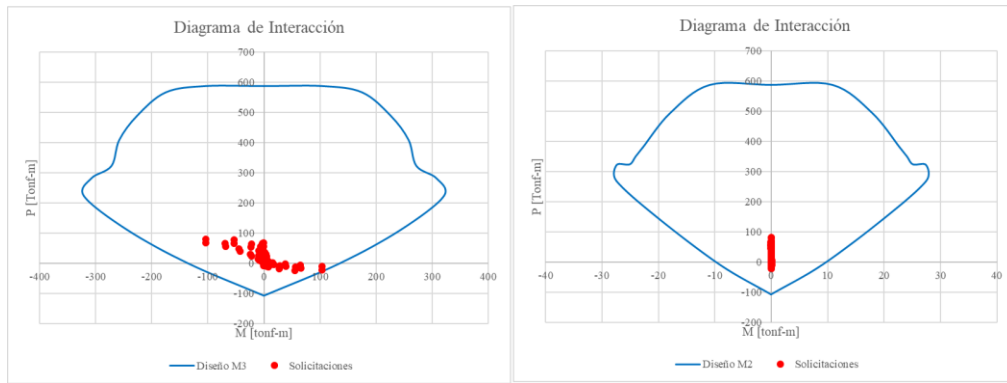 Diagrama de Interacción
700
600
500
400
300
200
100
0
-100
-200
-400 -300 -200 -100 0 100 200 300 400
P [Tonf-m]
M [tonf-m]
Diseño M3 Solicitaciones
Diagrama de Interacción
700
600
500
400
300
200
100
0
-100
-200
-40 -30 -20 -10 0 10 20 30 40
P [Tonf-m]
M [tonf-m]
Diseño M2 Solicitaciones